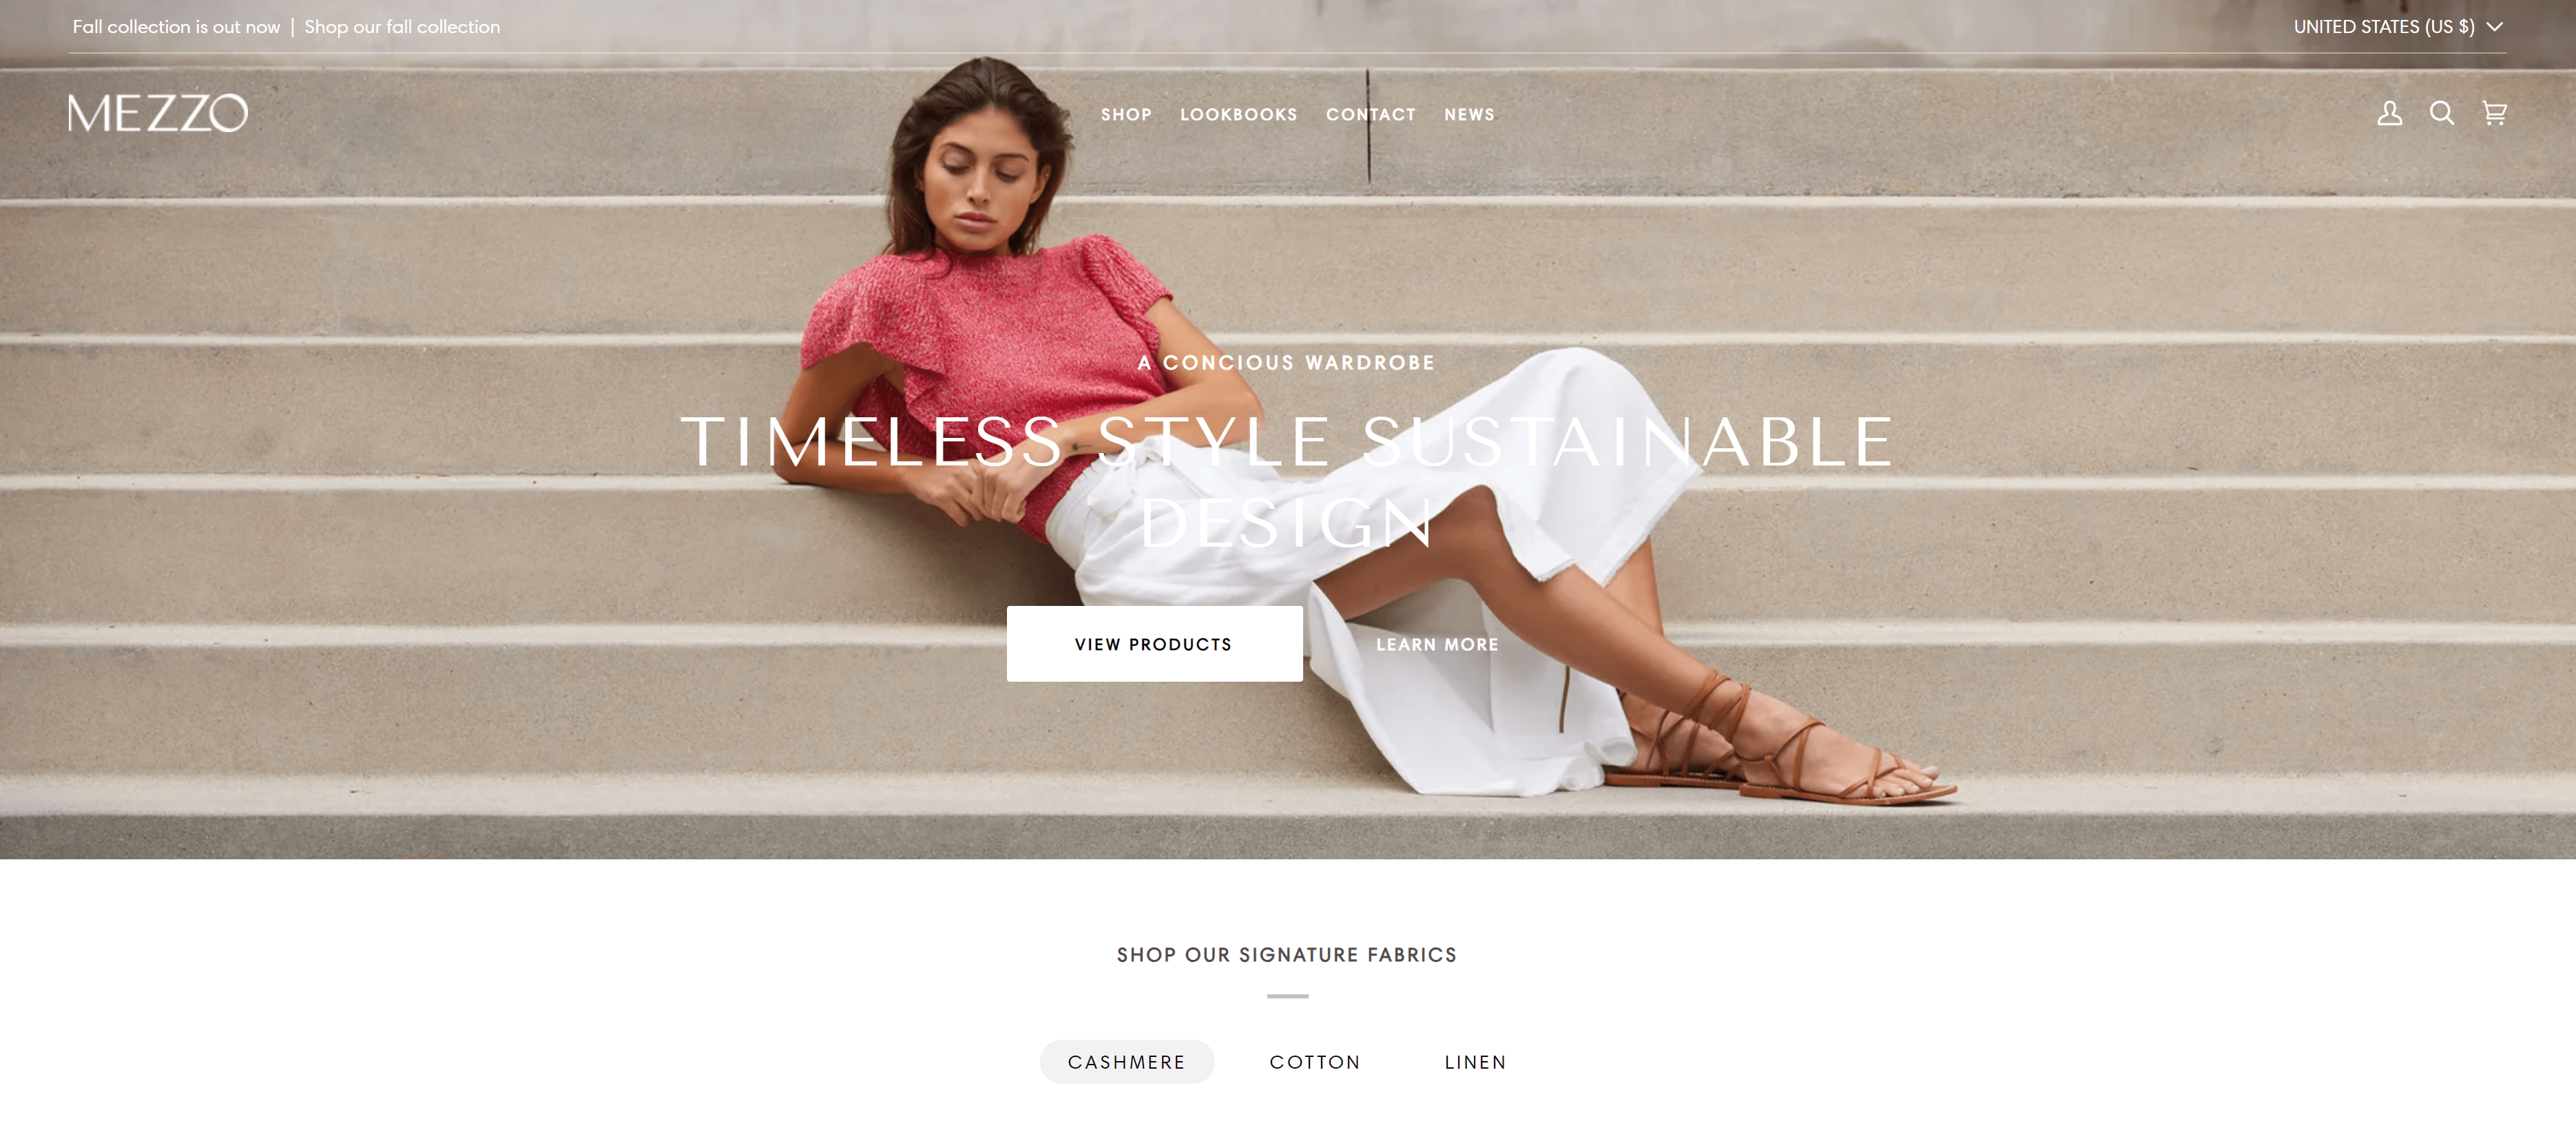 Fall collection is out now | Shop our fall collection
UNITED STATES (US $)
MEZZO
SHOP LOOKBOOKS CONTACT NEWS
A CONCIOUS WARDROBE
TIMELESS STYLE SUSTAINABLE
DESIGN
VIEW PRODUCTS
LEARN MORE
SHOP OUR SIGNATURE FABRICS
CASHMERE COTTON LINEN